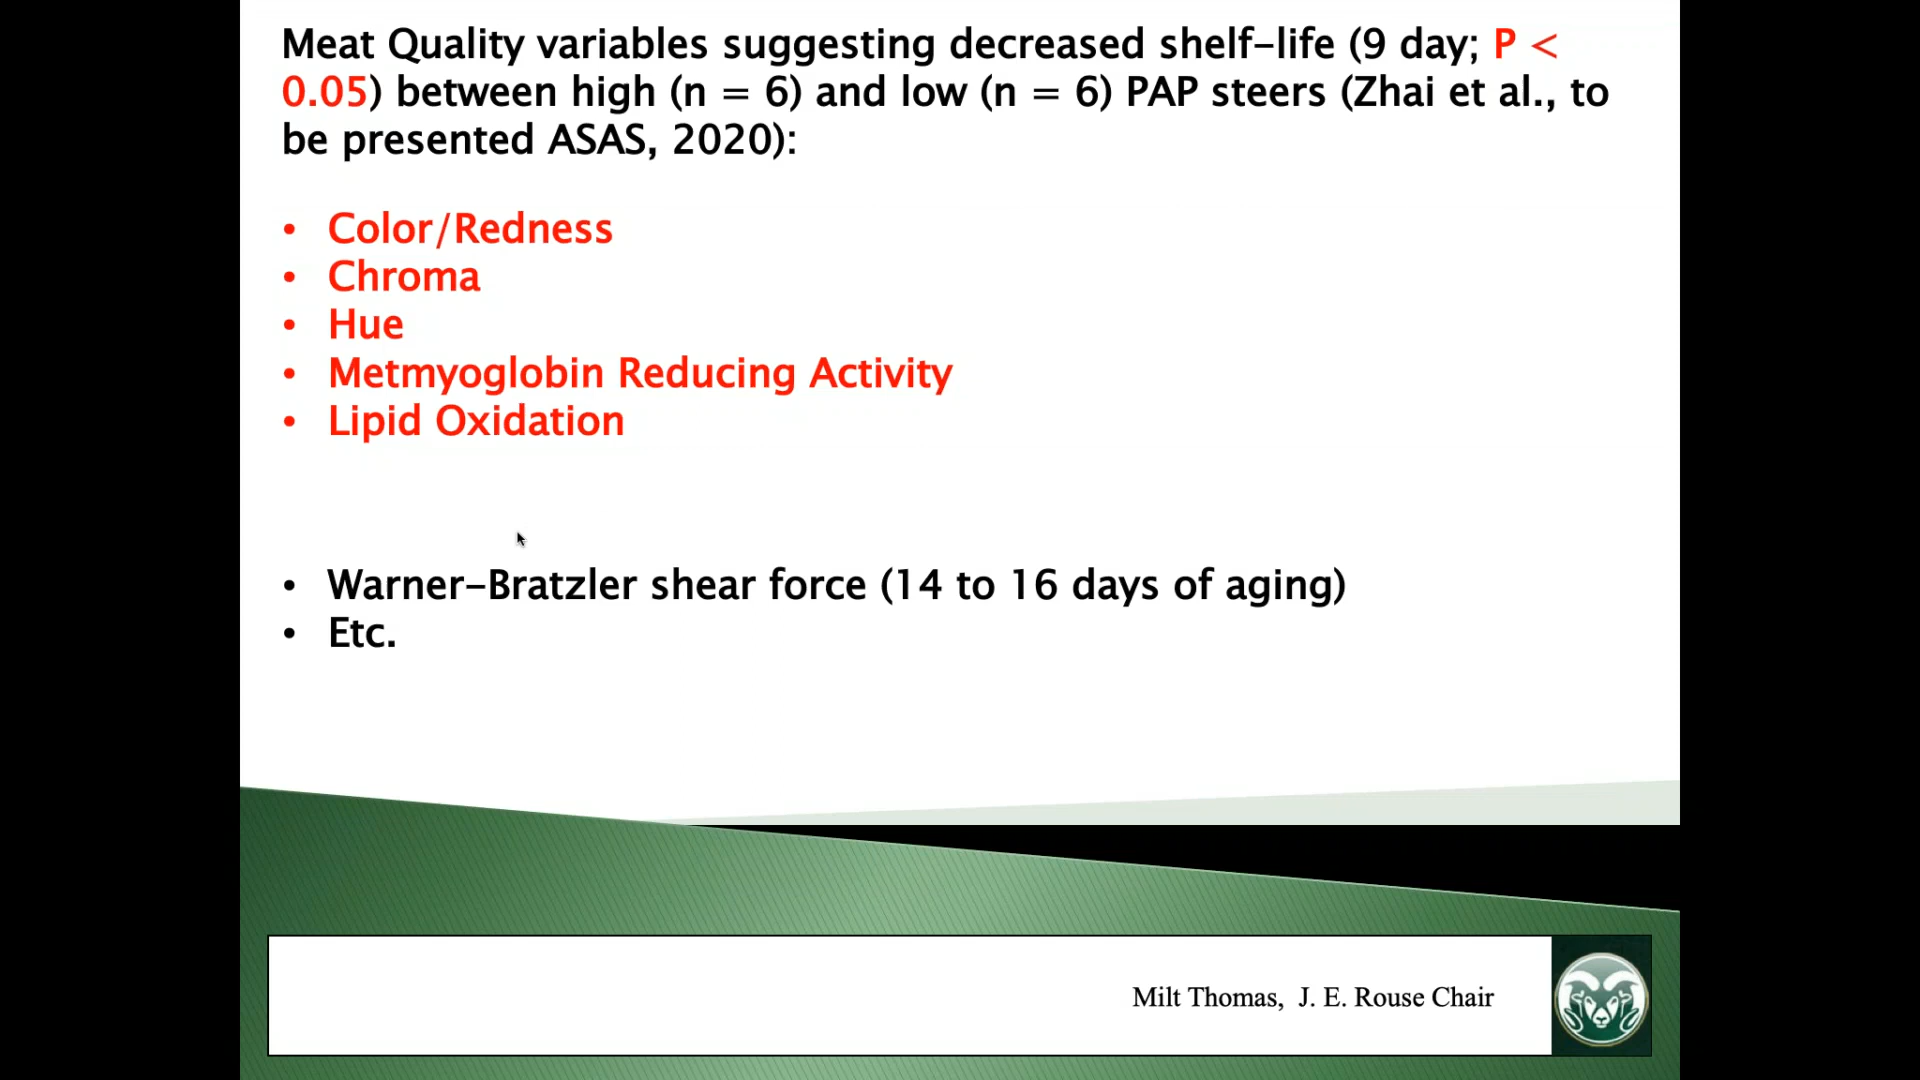 Meat Quality variables suggesting decreased shelf-life (9 day; P <
0.05) between high (n = 6) and low (n = 6) PAP steers (Zhai et al., to
be presented ASAS, 2020):
• Color/Redness
• Chroma
• Hue
• Metmyoglobin Reducing Activity
• Lipid Oxidation
• Warner-Bratzler shear force (14 to 16 days of aging)
• Etc.
Milt Thomas, J. E. Rouse Chair